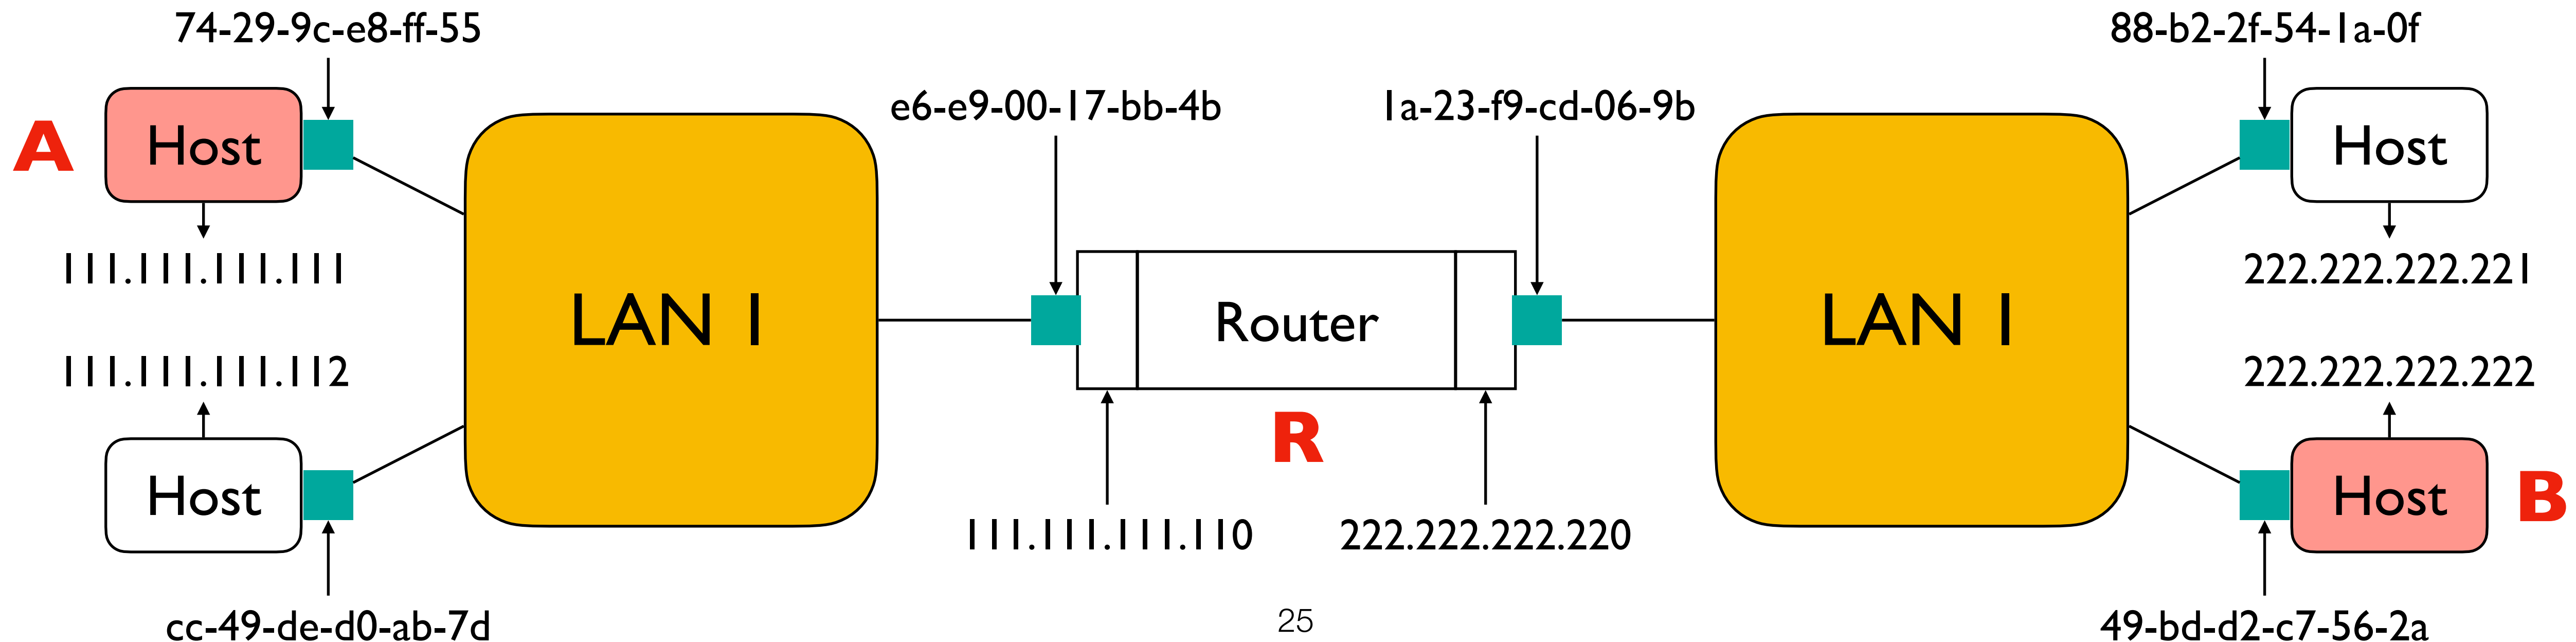 74-29-9c-e8-ff-55
88-b2-2f-54-1a-0f
e6-e9-00-17-bb-4b
1a-23-f9-cd-06-9b
A
Host
Host
111.111.111.111
222.222.222.221
LAN 1
Router
LAN 1
111.111.111.112
222.222.222.222
R
Host
Host
B
111.111.111.110
222.222.222.220
cc-49-de-d0-ab-7d
25
49-bd-d2-c7-56-2a